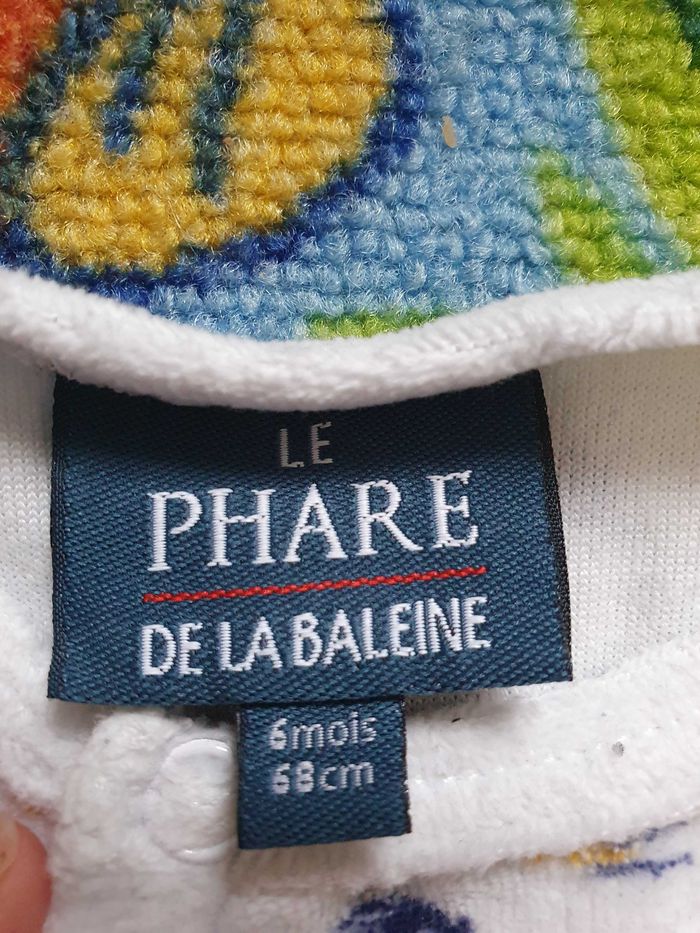 LE
PHARE
DE LA BALEINE
6mois
68cm